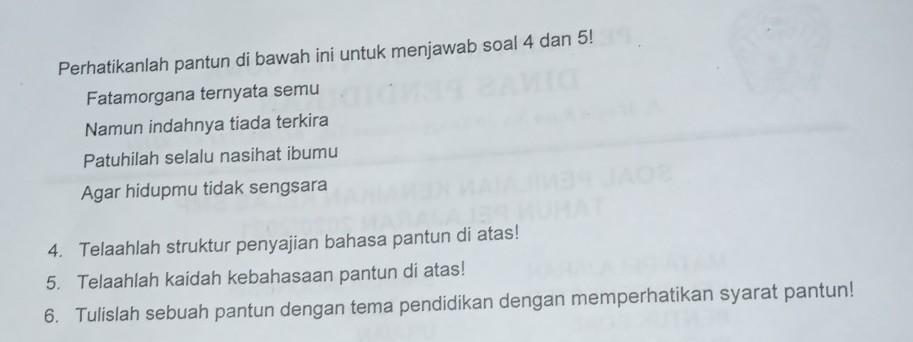 Perhatikanlah pantun di bawah ini untuk menjawab soal 4 dan 5!
Fatamorgana ternyata semu
Namun indahnya tiada terkira
Patuhilah selalu nasihat ibumu
Agar hidupmu tidak sengsara
4. Telaahlah struktur penyajian bahasa pantun di atas!
5. Telaahlah kaidah kebahasaan pantun di atas!
6. Tulislah sebuah pantun dengan tema pendidikan dengan memperhatikan syarat pantun!